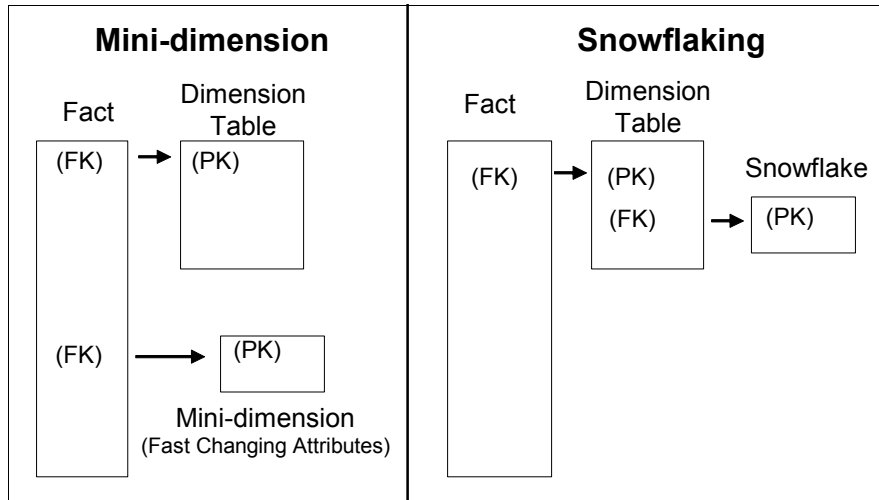 Mini-dimension
Fact
Dimension
Table
(FK)
(PK)
(FK)
(PK)
Mini-dimension
(Fast Changing Attributes)
Snowflaking
Fact
Dimension
Table
Snowflake
(FK)
(PK)
(FK)
(PK)